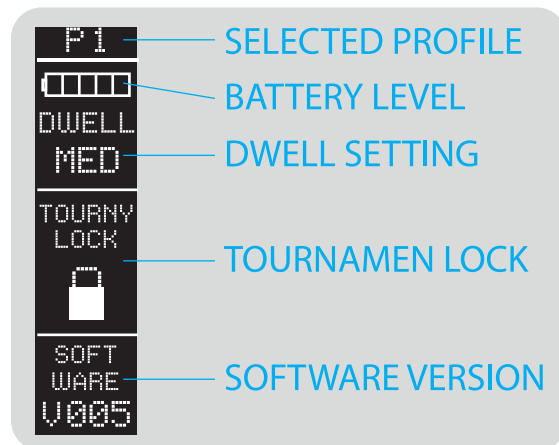 P1
SELECTED PROFILE
BATTERY LEVEL
DWELL
MED
DWELL SETTING
TOURNY
LOCK
TOURNAMEN LOCK
SOFT
WARE
SOFTWARE VERSION
V005